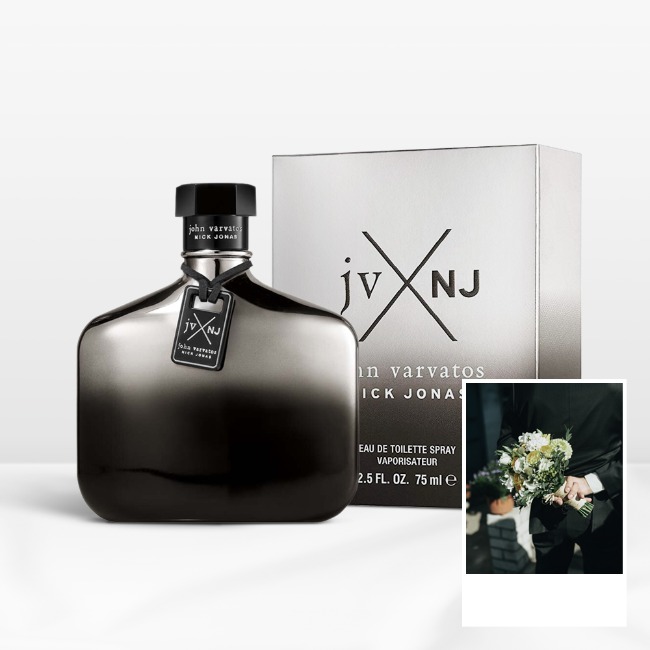 john varvatos
NICK JONAS
jv NJ
john varvatos
NICK JONAS
jv X NJ
hn varvatos
ICK JONAS
EAU DE TOILETTE SPRAY
VAPORISATEUR
2.5 FL. OZ. 75 ml ℮